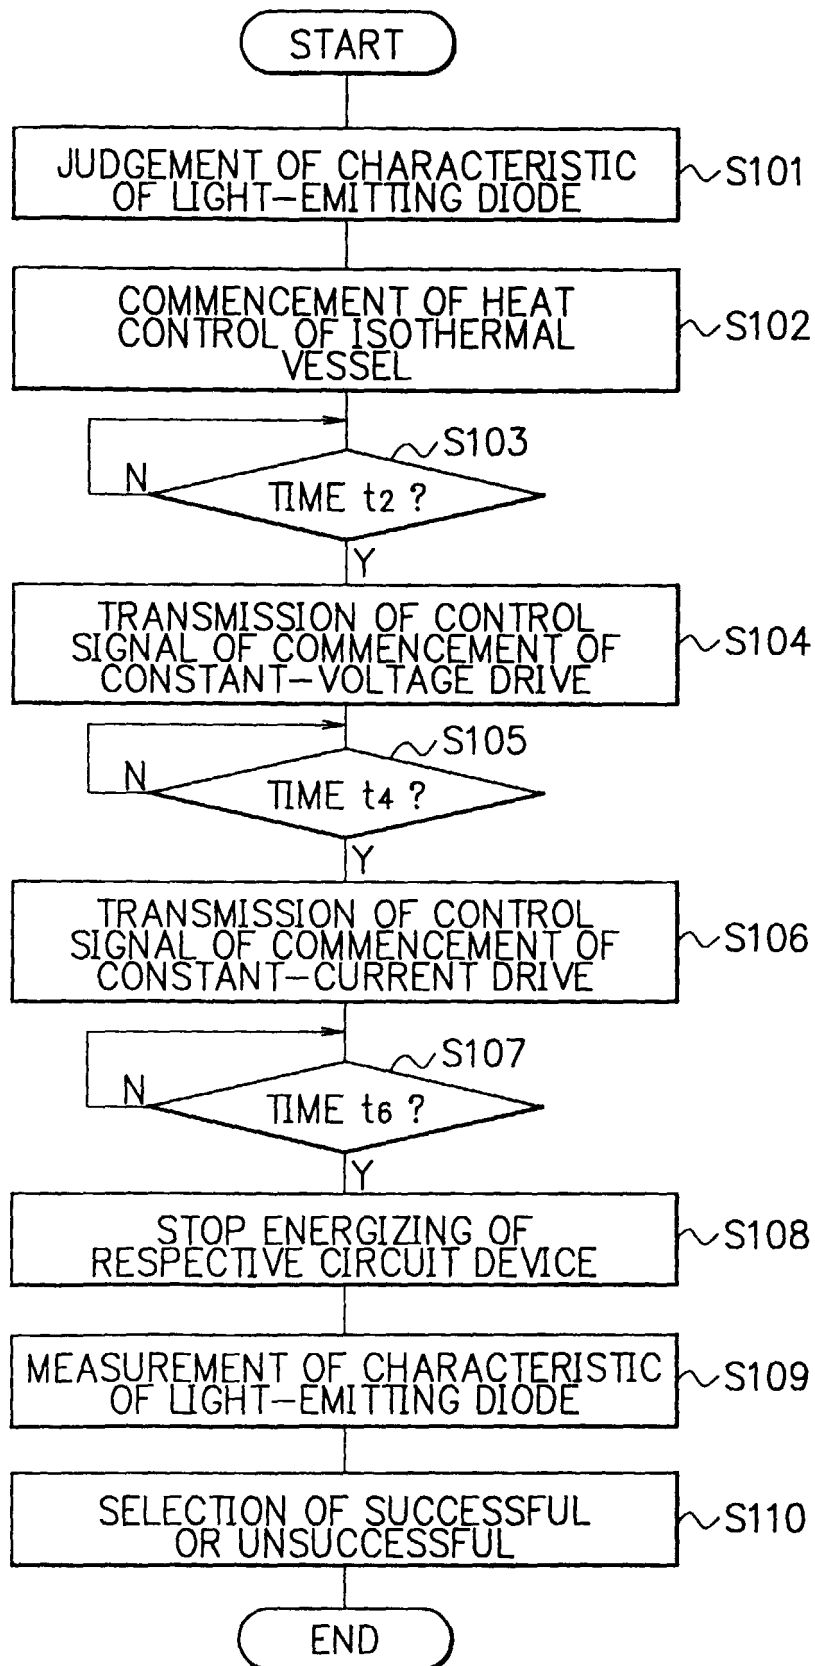 START
JUDGEMENT OF CHARACTERISTIC
OF LIGHT-EMITTING DIODE
S101
COMMENCEMENT OF HEAT
CONTROL OF ISOTHERMAL
VESSEL
S102
S103
N
TIME t2 ?
Y
TRANSMISSION OF CONTROL
SIGNAL OF COMMENCEMENT OF
CONSTANT-VOLTAGE DRIVE
S104
S105
N
TIME t4 ?
Y
TRANSMISSION OF CONTROL
SIGNAL OF COMMENCEMENT OF
CONSTANT-CURRENT DRIVE
S106
S107
N
TIME t6 ?
Y
STOP ENERGIZING OF
RESPECTIVE CIRCUIT DEVICE
S108
MEASUREMENT OF CHARACTERISTIC
OF LIGHT-EMITTING DIODE
S109
SELECTION OF SUCCESSFUL
OR UNSUCCESSFUL
S110
END